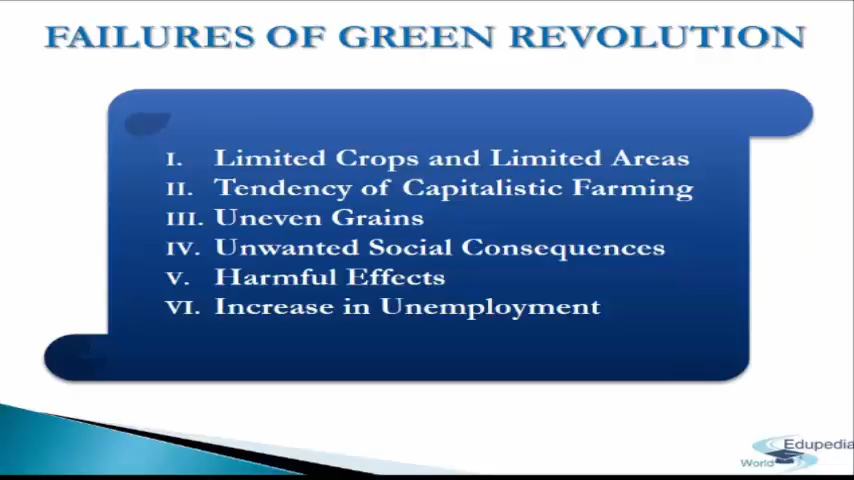 FAILURES OF GREEN REVOLUTION
I. Limited Crops and Limited Areas
II. Tendency of Capitalistic Farming
III. Uneven Grains
IV. Unwanted Social Consequences
V. Harmful Effects
VI. Increase in Unemployment
Edupedia
World